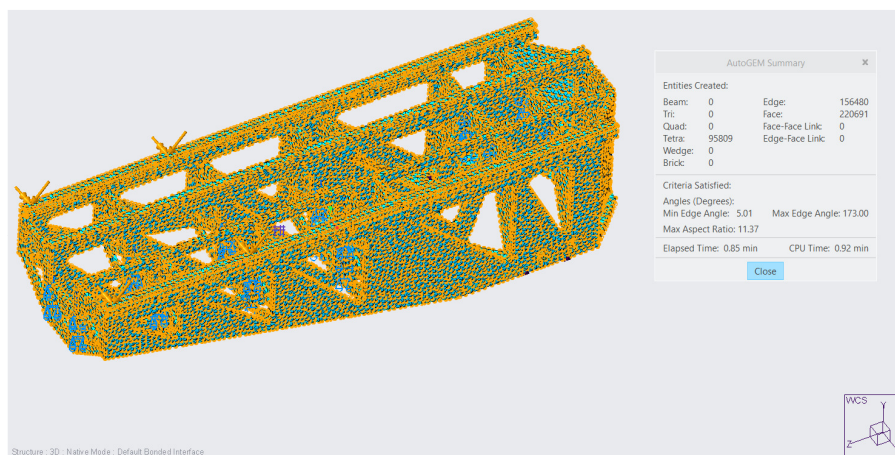 AutoGEM Summary
Entities Created:
Beam: 0 Edge: 156480
Tri: 0 Face: 220691
Quad: 0 Face-Face Link: 0
Tetra: 95809 Edge-Face Link: 0
Wedge: 0
Brick: 0
Criteria Satisfied:
Angles (Degrees):
Min Edge Angle: 5.01 Max Edge Angle: 173.00
Max Aspect Ratio: 11.37
Elapsed Time: 0.85 min CPU Time: 0.92 min
Close
WCS
Y
Z
Structure : 3D : Native Mode : Default Bonded Interface